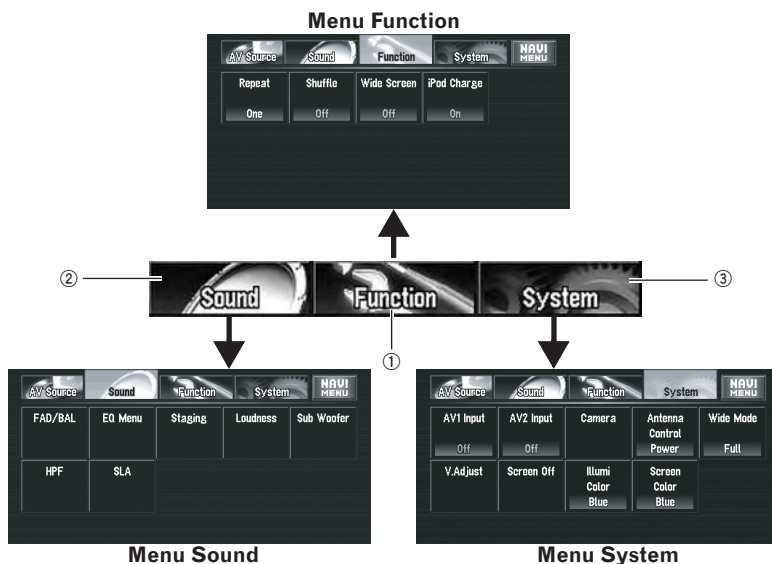 Menu Function
AV Source Sound Function System NAVI MENU
Repeat Shuffle Wide Screen iPod Charge
One Off Off On
② Sound Function System ③
①
AV Source Sound Function System NAVI MENU
FAD/BAL EQ Menu Staging Loudness Sub Woofer
HPF SLA
Menu Sound
AV Source Sound Function System NAVI MENU
AV1 Input AV2 Input Camera Antenna Control Wide Mode
Off Off Power Full
V.Adjust Screen Off Illumi Color Screen Color
Blue Blue
Menu System